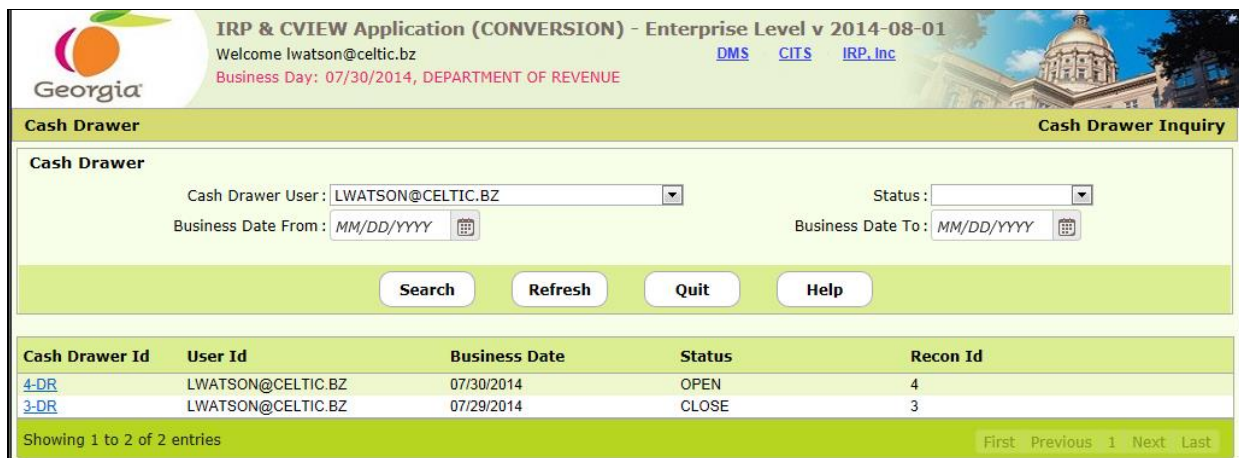 IRP & CVIEW Application (CONVERSION) - Enterprise Level v 2014-08-01
Welcome lwatson@celtic.bz DMS CITS IRP, Inc
Business Day: 07/30/2014, DEPARTMENT OF REVENUE
Georgia
Cash Drawer Cash Drawer Inquiry
Cash Drawer
Cash Drawer User : LWATSON@CELTIC.BZ Status :
Business Date From : MM/DD/YYYY Business Date To : MM/DD/YYYY
Search Refresh Quit Help
Cash Drawer Id User Id Business Date Status Recon Id
4-DR LWATSON@CELTIC.BZ 07/30/2014 OPEN 4
3-DR LWATSON@CELTIC.BZ 07/29/2014 CLOSE 3
Showing 1 to 2 of 2 entries First Previous 1 Next Last